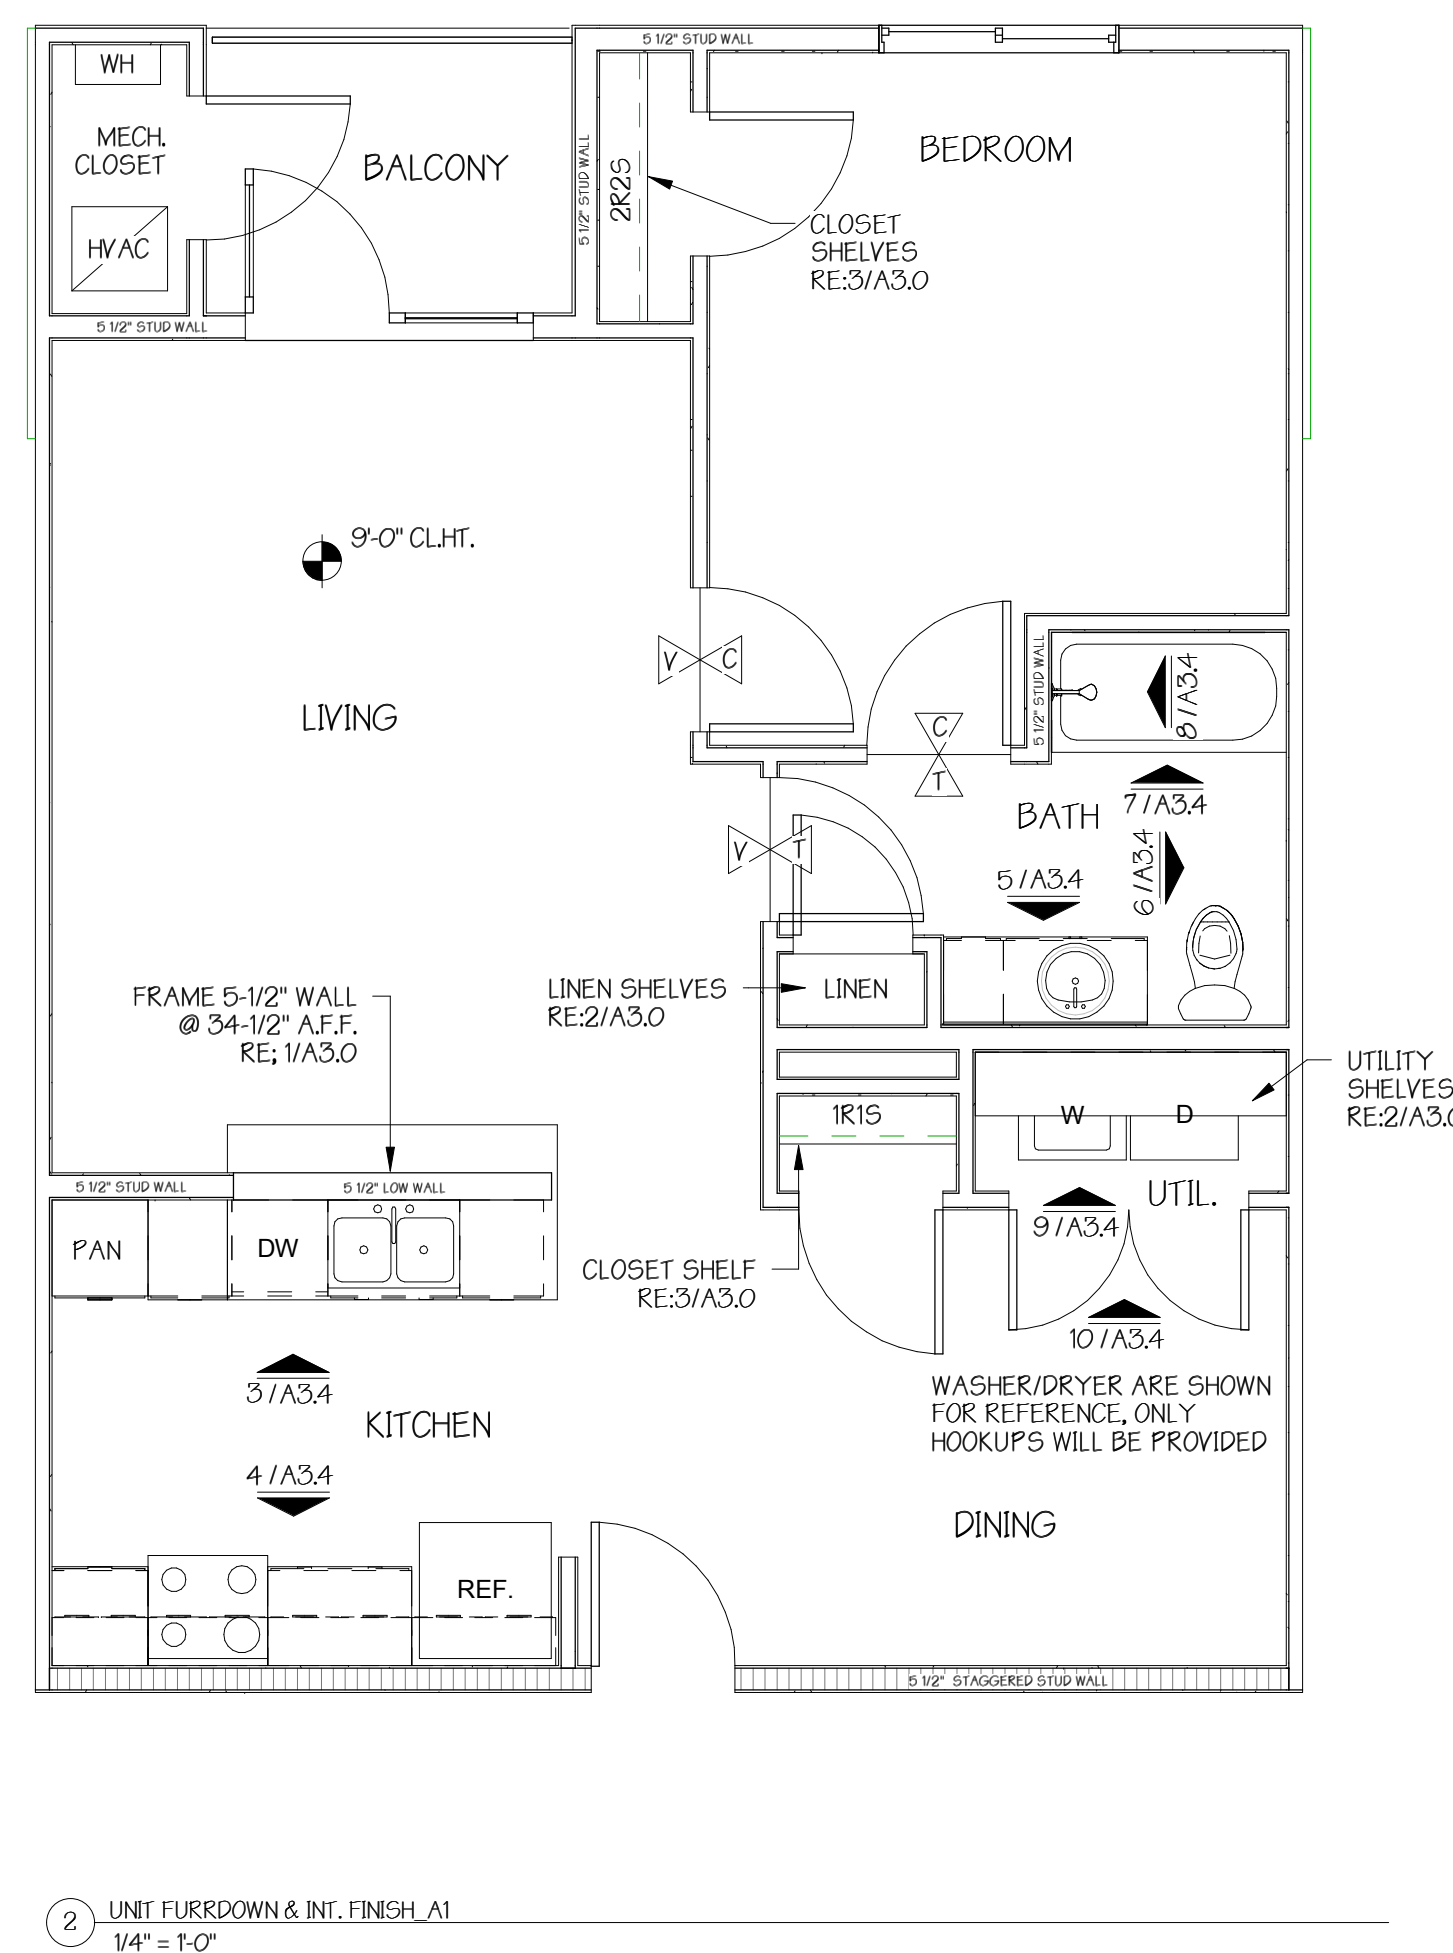 5 1/2" STUD WALL
WH
MECH.
CLOSET
BALCONY
HVAC
5 1/2" STUD WALL
5 1/2" STUD WALL
2R2S
BEDROOM
CLOSET
SHELVES
RE:3/A3.0
9'-0" CL.HT.
LIVING
V C
C
T
V T
5 1/2" STUD WALL
8 / A3.4
BATH
7 / A3.4
6 / A3.4
5 / A3.4
FRAME 5-1/2" WALL
@ 34-1/2" A.F.F.
RE; 1/A3.0
LINEN SHELVES
RE:2/A3.0
LINEN
UTILITY
SHELVES
RE:2/A3.0
1R1S
W
D
UTIL.
9 / A3.4
5 1/2" STUD WALL
5 1/2" LOW WALL
PAN
DW
CLOSET SHELF
RE:3/A3.0
10 / A3.4
3 / A3.4
KITCHEN
4 / A3.4
WASHER/DRYER ARE SHOWN
FOR REFERENCE, ONLY
HOOKUPS WILL BE PROVIDED
DINING
REF.
5 1/2" STAGGERED STUD WALL
2
UNIT FURRDOWN & INT. FINISH_A1
1/4" = 1'-0"